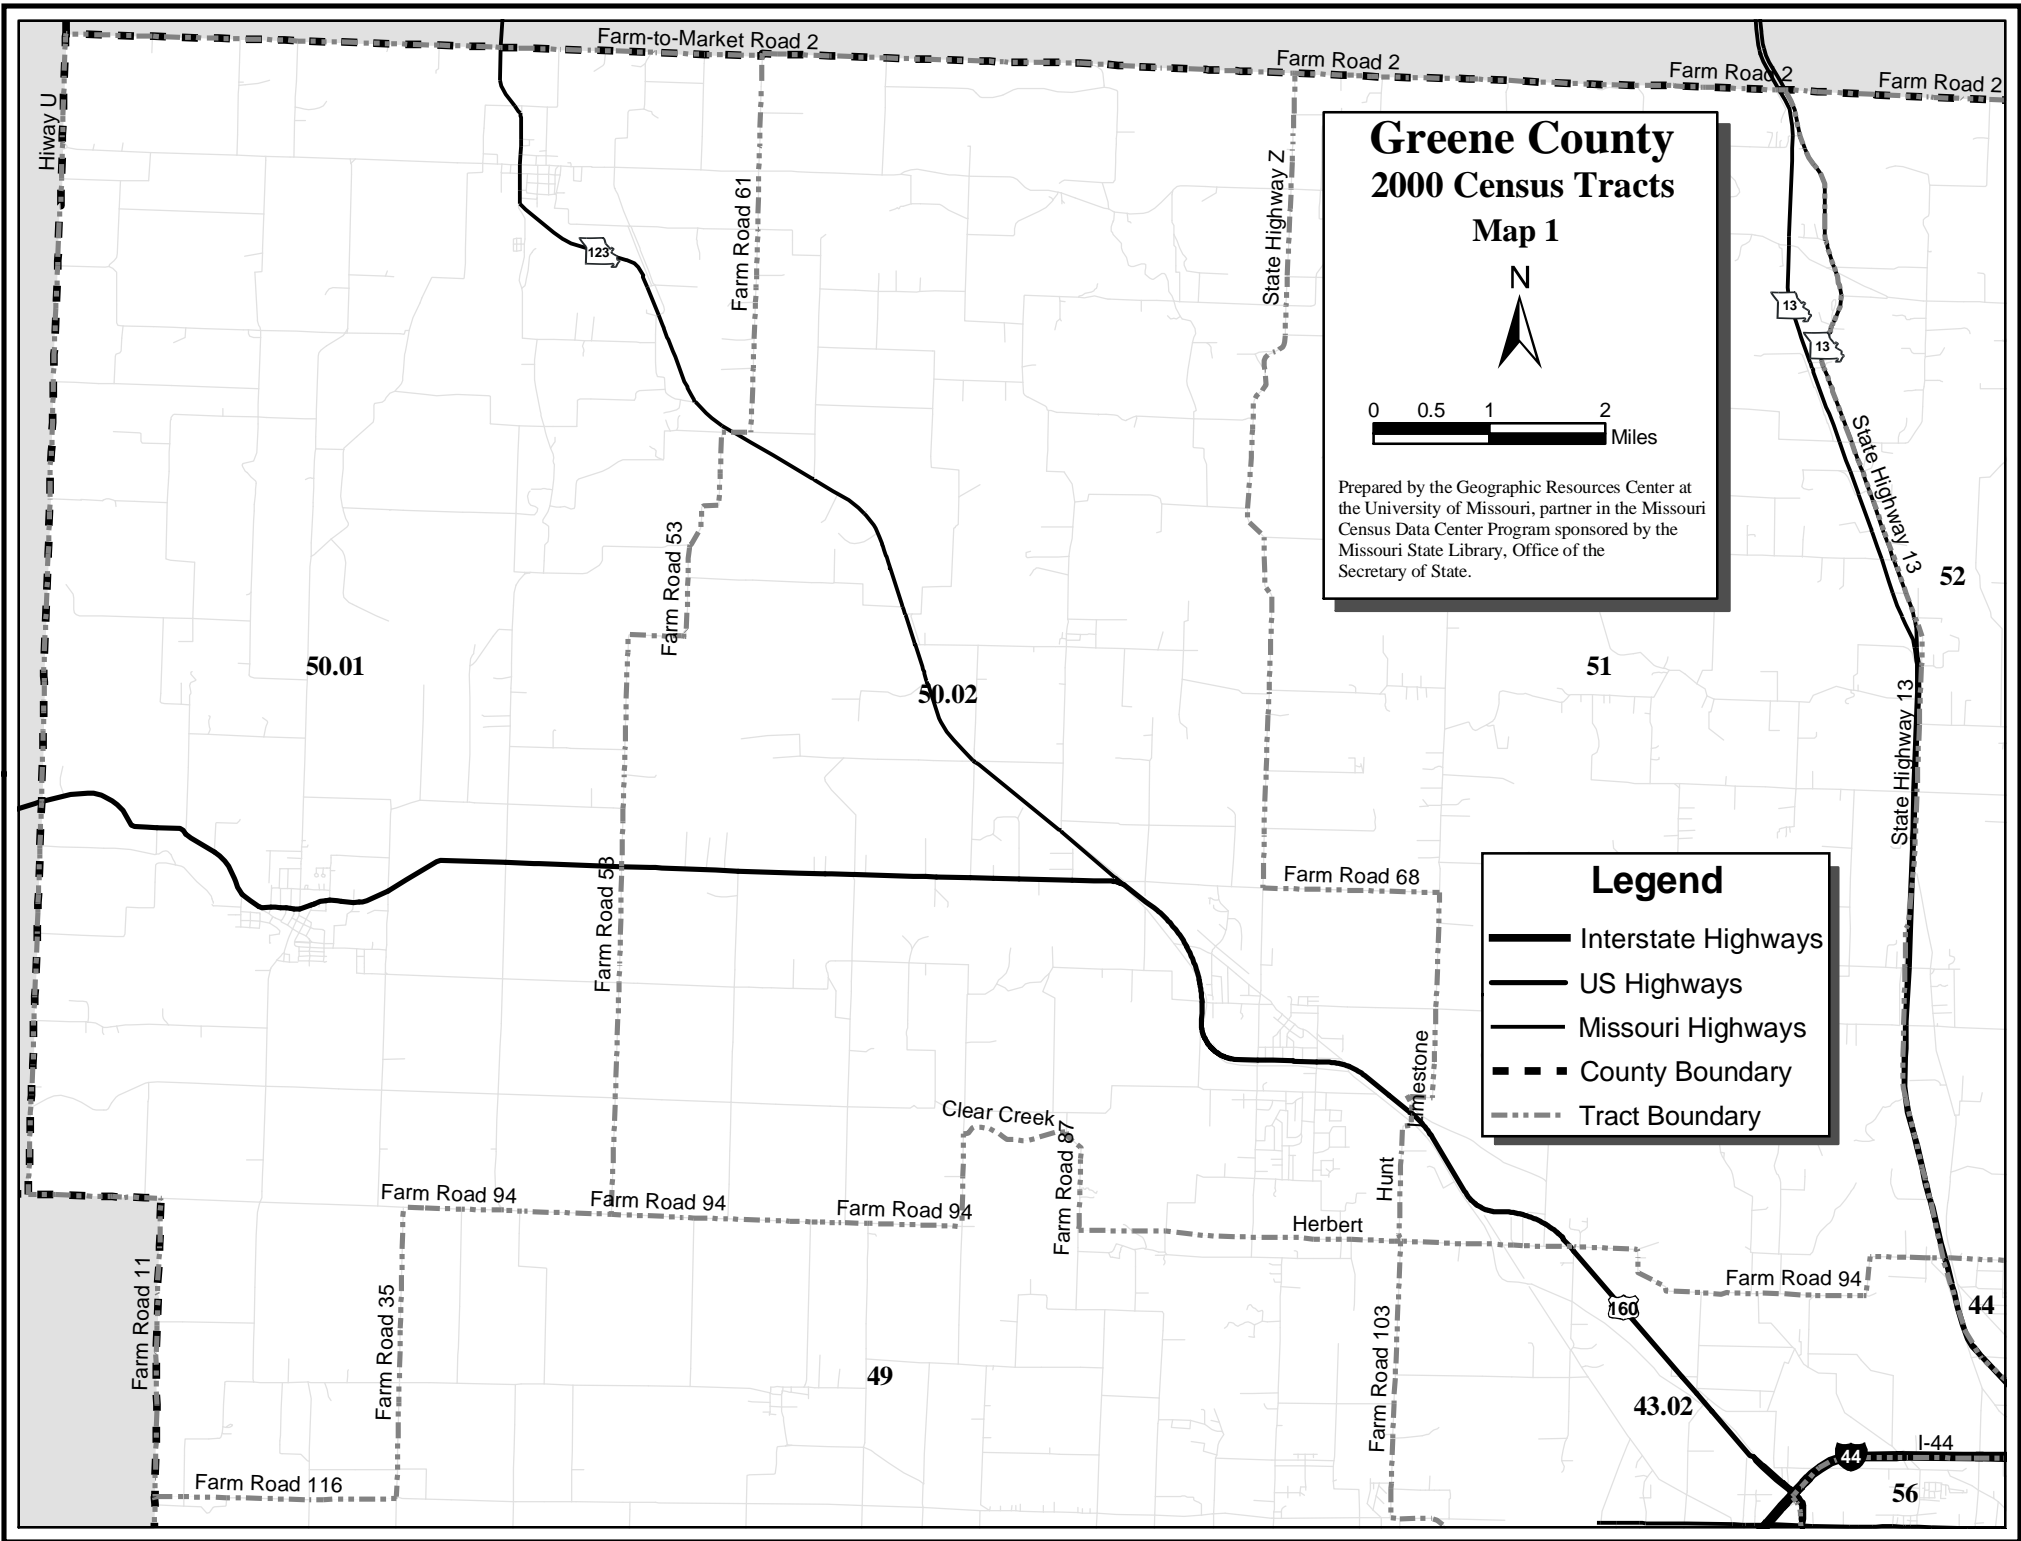 Farm-to-Market Road 2
Farm Road 2
Farm Road 2
Farm Road 2
Hiway U
Farm Road 61
State Highway Z
Greene County
2000 Census Tracts
Map 1
N
0 0.5 1 2
Miles
Prepared by the Geographic Resources Center at
the University of Missouri, partner in the Missouri
Census Data Center Program sponsored by the
Missouri State Library, Office of the
Secretary of State.
123
13
13
State Highway 13
52
Farm Road 53
50.01
50.02
51
State Highway 13
Farm Road 53
Farm Road 68
Legend
Interstate Highways
US Highways
Missouri Highways
County Boundary
Tract Boundary
Limestone
Clear Creek
Farm Road 87
Hunt
Farm Road 94
Farm Road 94
Farm Road 94
Herbert
Farm Road 94
Farm Road 11
Farm Road 35
Farm Road 103
160
44
49
43.02
I-44
44
56
Farm Road 116